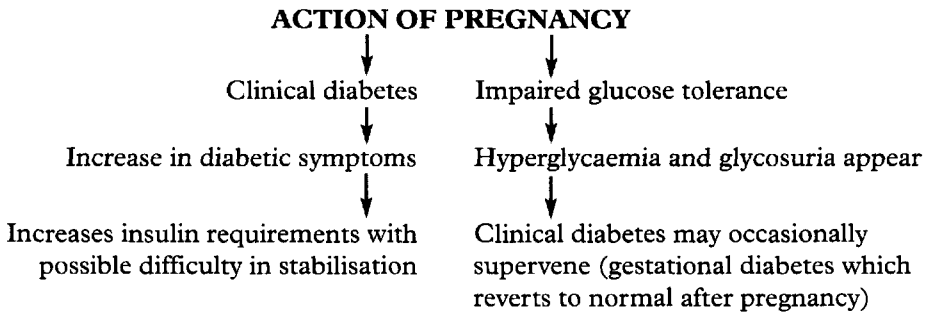 ACTION OF PREGNANCY
Clinical diabetes
Increase in diabetic symptoms
Increases insulin requirements with
possible difficulty in stabilisation
Impaired glucose tolerance
Hyperglycaemia and glycosuria appear
Clinical diabetes may occasionally
supervene (gestational diabetes which
reverts to normal after pregnancy)